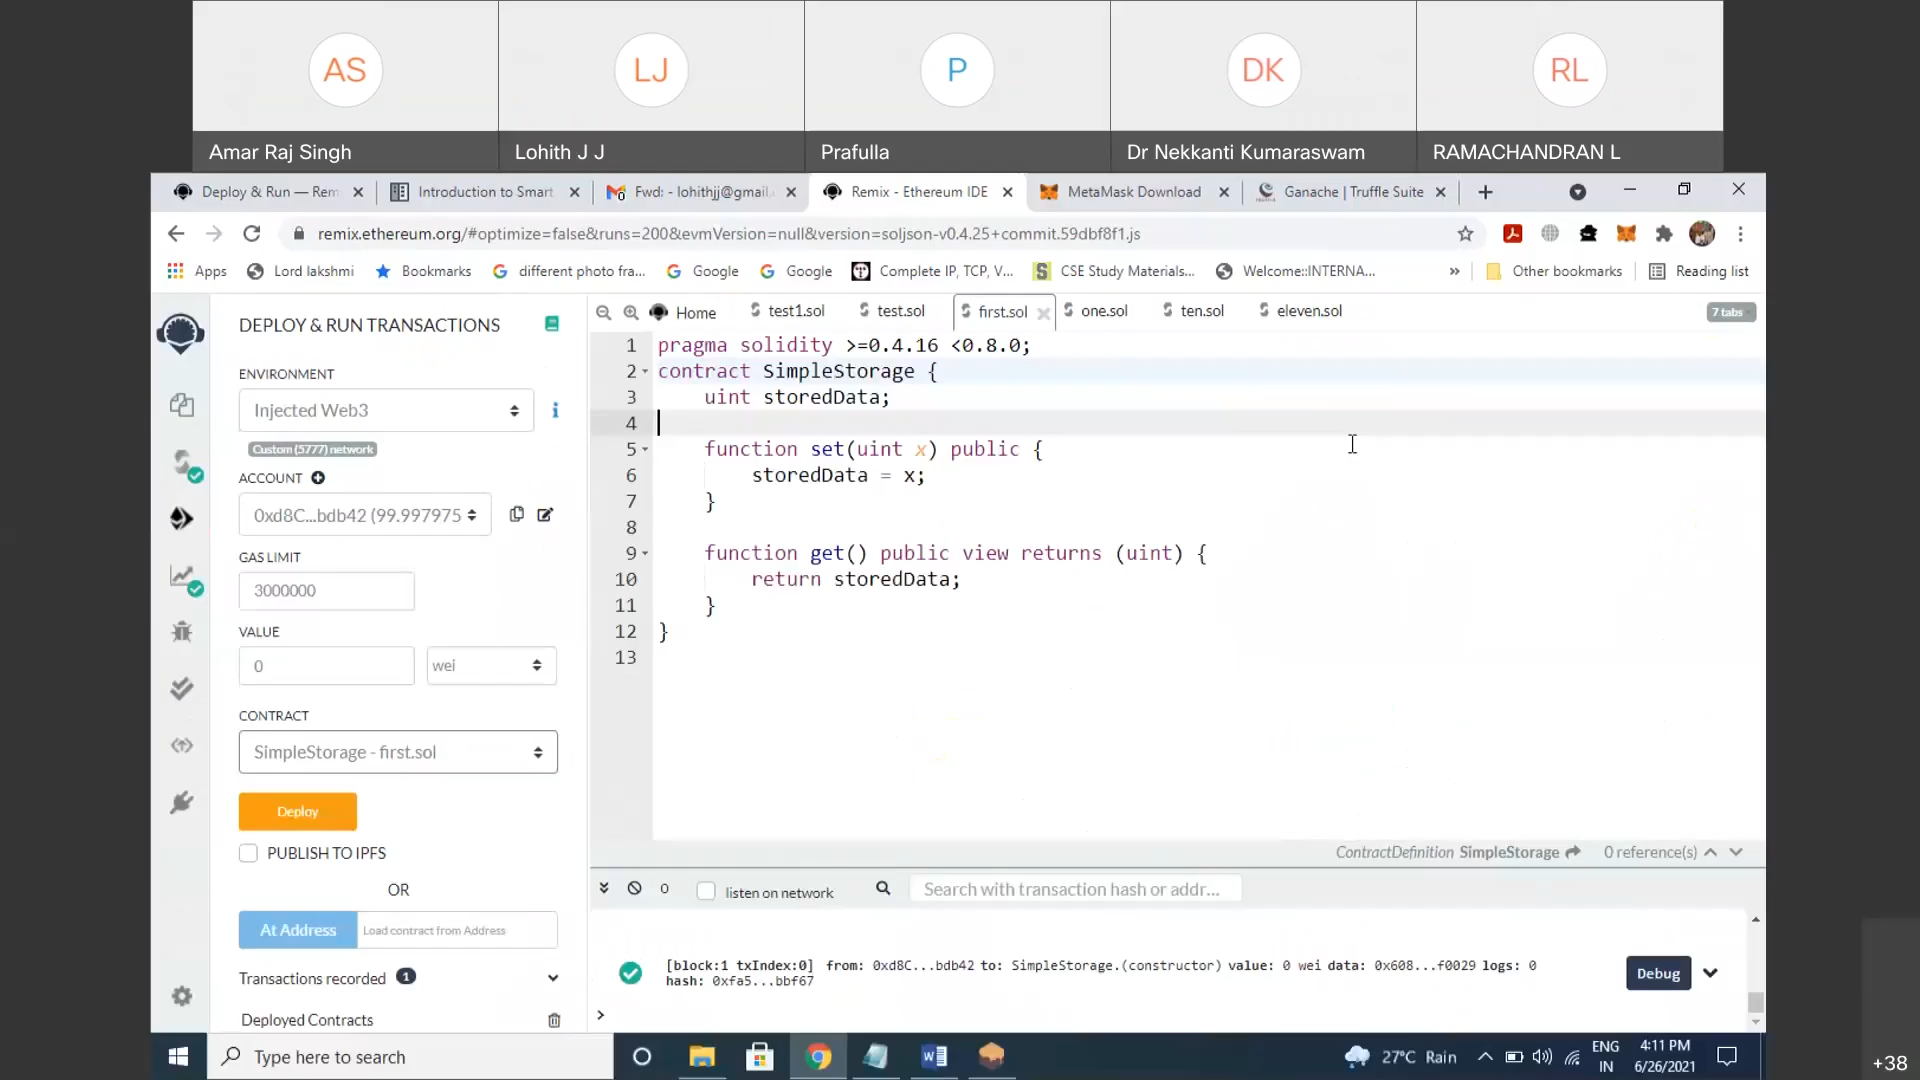 AS LJ P DK RL
Amar Raj Singh Lohith J J Prafulla Dr Nekkanti Kumaraswam RAMACHANDRAN L
Deploy & Run — Rem Introduction to Smart Fwd: - lohithjj@gmail. Remix - Ethereum IDE MetaMask Download Ganache | Truffle Suite
remix.ethereum.org/#optimize=false&runs=200&evmVersion=null&version=soljson-v0.4.25+commit.59dbf8f1.js
Apps Lord lakshmi Bookmarks different photo fra... Google Google Complete IP, TCP, V... CSE Study Materials... Welcome::INTERNA... » Other bookmarks Reading list
DEPLOY & RUN TRANSACTIONS
ENVIRONMENT
Injected Web3
Custom (5777) network
ACCOUNT
0xd8C...bdb42 (99.997975
GAS LIMIT
3000000
VALUE
0 wei
CONTRACT
SimpleStorage - first.sol
Deploy
PUBLISH TO IPFS
OR
At Address Load contract from Address
Transactions recorded 1
Deployed Contracts
Home test1.sol test.sol first.sol one.sol ten.sol eleven.sol 7 tabs
1 pragma solidity >=0.4.16 <0.8.0;
2 contract SimpleStorage {
3 uint storedData;
4
5 function set(uint x) public {
6 storedData = x;
7 }
8
9 function get() public view returns (uint) {
10 return storedData;
11 }
12 }
13
ContractDefinition SimpleStorage 0 reference(s)
0 listen on network Search with transaction hash or addr...
[block:1 txIndex:0] from: 0xd8C...bdb42 to: SimpleStorage.(constructor) value: 0 wei data: 0x608...f0029 logs: 0
hash: 0xfa5...bbf67
Debug
>
Type here to search
27°C Rain
ENG
IN
4:11 PM
6/26/2021
+38